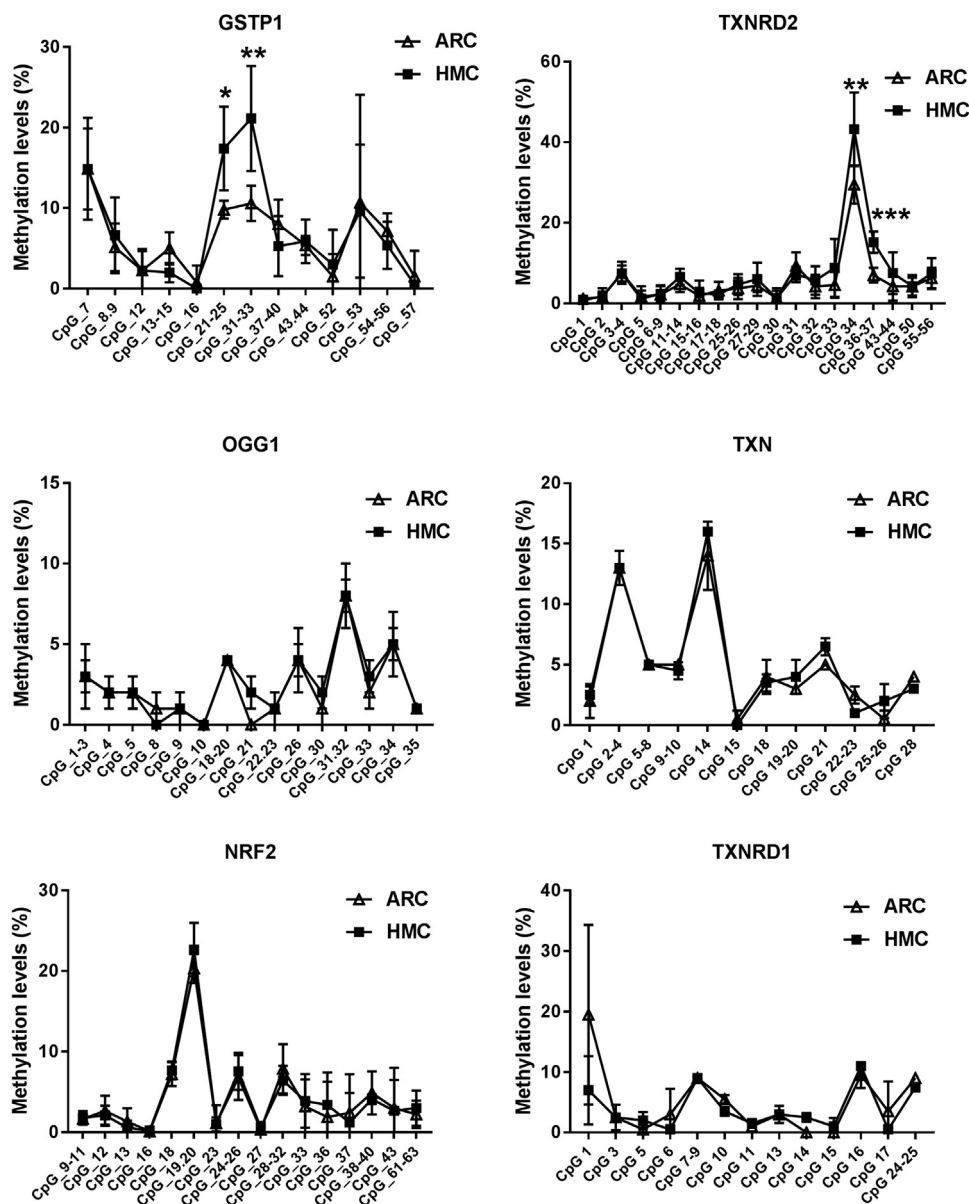 GSTP1
Methylation levels (%)
30
20
10
0
* **
ARC
HMC
CpG_7
CpG_8.9
CpG_12
CpG_13-15
CpG_16
CpG_21-25
CpG_31-33
CpG_37-40
CpG_43.44
CpG_52
CpG_53
CpG_54-56
CpG_57
TXNRD2
Methylation levels (%)
60
40
20
0
**
***
ARC
HMC
CpG 1
CpG 2
CpG 3-4
CpG 5
CpG 6-9
CpG 11-14
CpG 15-16
CpG 17-18
CpG 25-26
CpG 27-29
CpG 30
CpG 31
CpG 32
CpG 33
CpG 34
CpG 36-37
CpG 43-44
CpG 50
CpG 55-56
OGG1
Methylation levels (%)
15
10
5
0
ARC
HMC
CpG_1-3
CpG_4
CpG_5
CpG_8
CpG_9
CpG_10
CpG_18-20
CpG_21
CpG_22.23
CpG_26
CpG_30
CpG_31-32
CpG_33
CpG_34
CpG_35
TXN
Methylation levels (%)
20
15
10
5
0
ARC
HMC
CpG 1
CpG 2-4
CpG 5-8
CpG 9-10
CpG 14
CpG 15
CpG 18
CpG 19-20
CpG 21
CpG 22-23
CpG 25-26
CpG 28
NRF2
Methylation levels (%)
30
20
10
0
ARC
HMC
CpG_9-11
CpG_12
CpG_13
CpG_16
CpG_18
CpG_19.20
CpG_23
CpG_24-26
CpG_27
CpG_28-32
CpG_33
CpG_36
CpG_37
CpG_38-40
CpG_43
CpG_61-63
TXNRD1
Methylation levels (%)
40
30
20
10
0
ARC
HMC
CpG 1
CpG 3
CpG 5
CpG 6
CpG 7-9
CpG 10
CpG 11
CpG 13
CpG 14
CpG 15
CpG 16
CpG 17
CpG 24-25